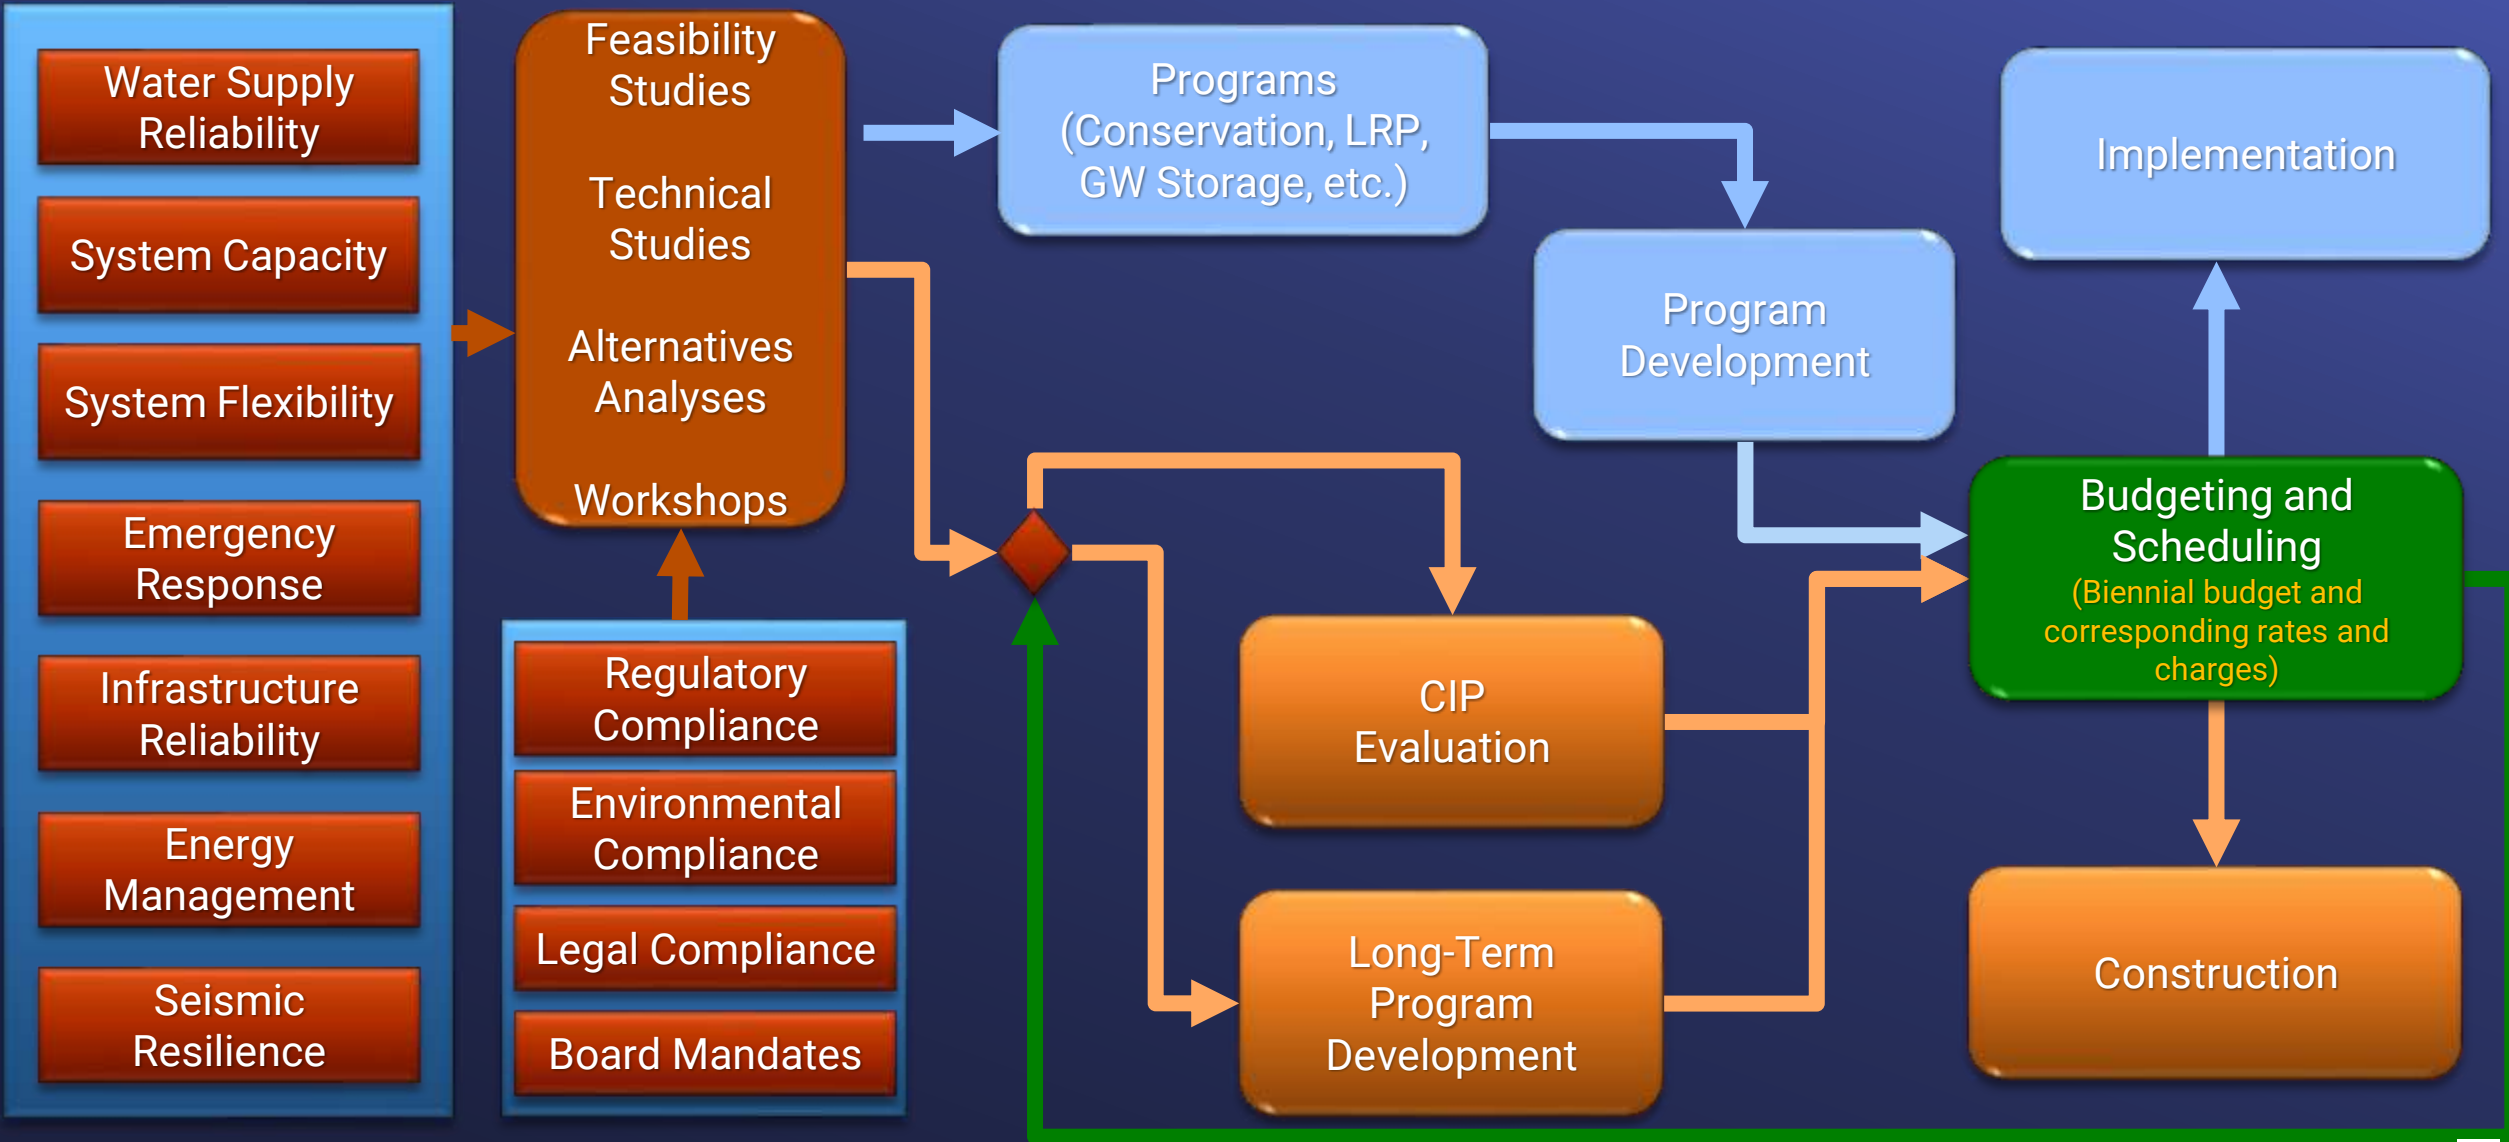 Water Supply
Reliability
System Capacity
System Flexibility
Emergency
Response
Infrastructure
Reliability
Energy
Management
Seismic
Resilience
Feasibility
Studies
Technical
Studies
Alternatives
Analyses
Workshops
Regulatory
Compliance
Environmental
Compliance
Legal Compliance
Board Mandates
Programs
(Conservation, LRP,
GW Storage, etc.)
Program
Development
CIP
Evaluation
Long-Term
Program
Development
Implementation
Budgeting and
Scheduling
(Biennial budget and
corresponding rates and
charges)
Construction